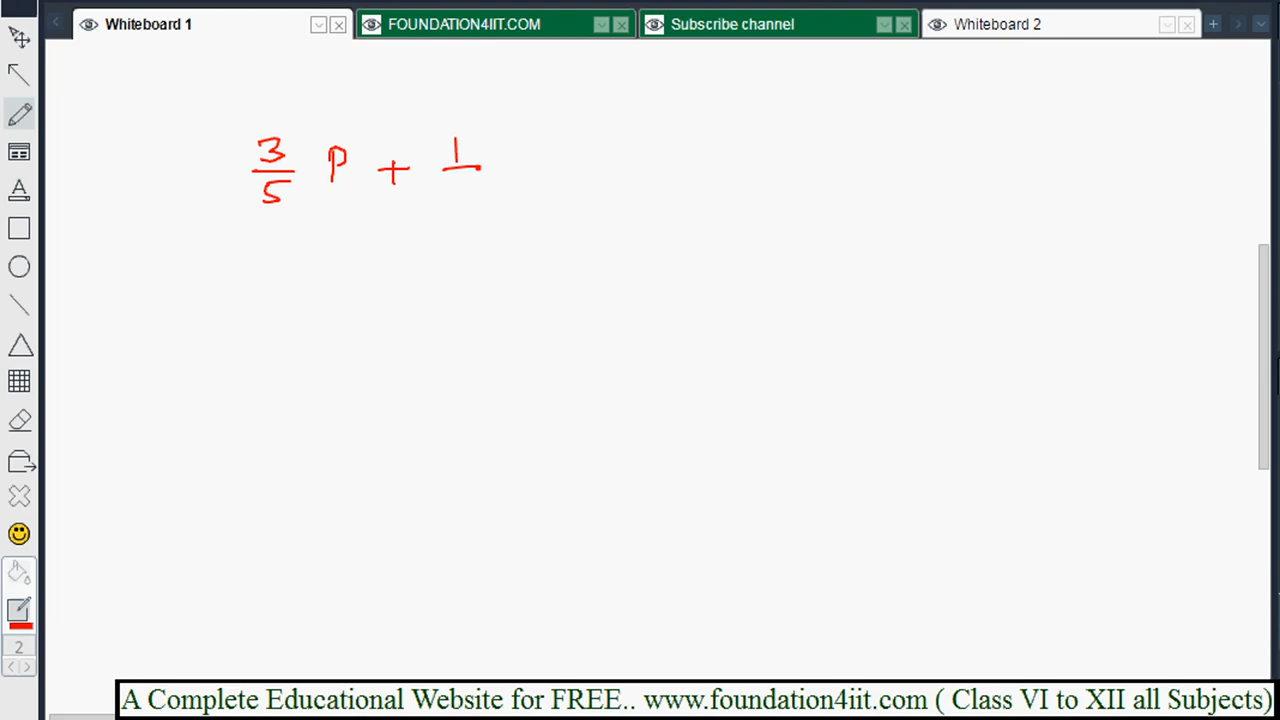 Whiteboard 1 FOUNDATION4IIT.COM Subscribe channel Whiteboard 2
3/5 p + 1/
2
A Complete Educational Website for FREE.. www.foundation4iit.com ( Class VI to XII all Subjects)